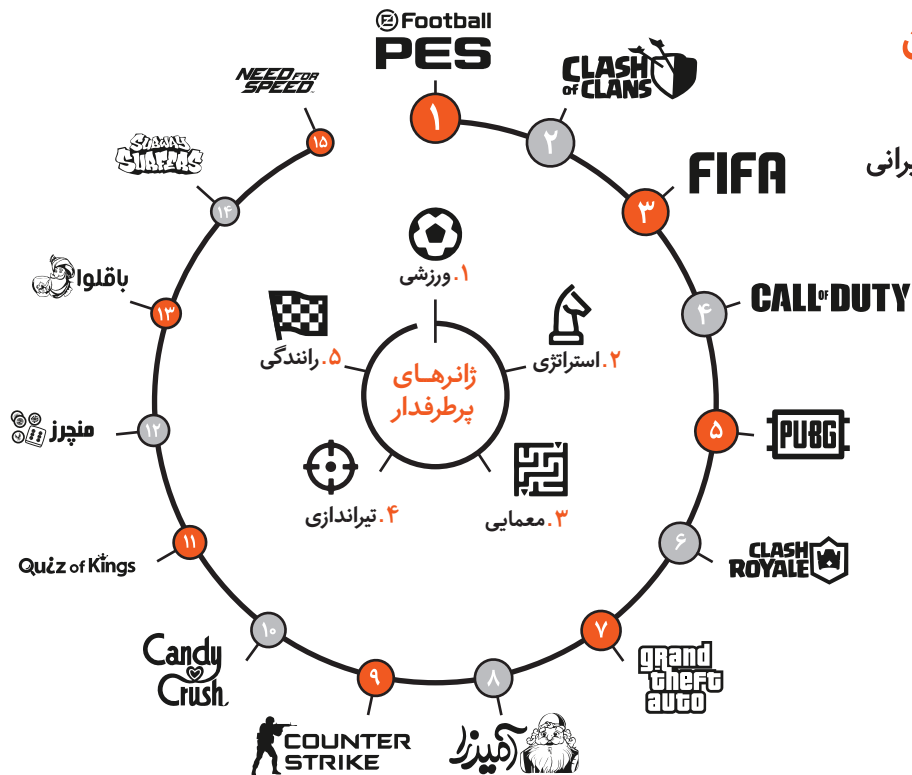 eFootball
PES
۱
CLASH
OF CLANS
۲
FIFA
۳
CALL OF DUTY
۴
PUBG
۵
CLASH
ROYALE
۶
grand
theft
auto
۷
آمیرزا
۸
COUNTER
STRIKE
۹
Candy
Crush
۱۰
Quiz of Kings
۱۱
منچرز
۱۲
باقلوا
۱۳
SUBWAY
SURFERS
۱۴
NEED FOR
SPEED
۱۵
ژانرهـای
پرطرفدار
۱. ورزشی
۲. استراتژی
۳. معمایی
۴. تیراندازی
۵. رانندگی